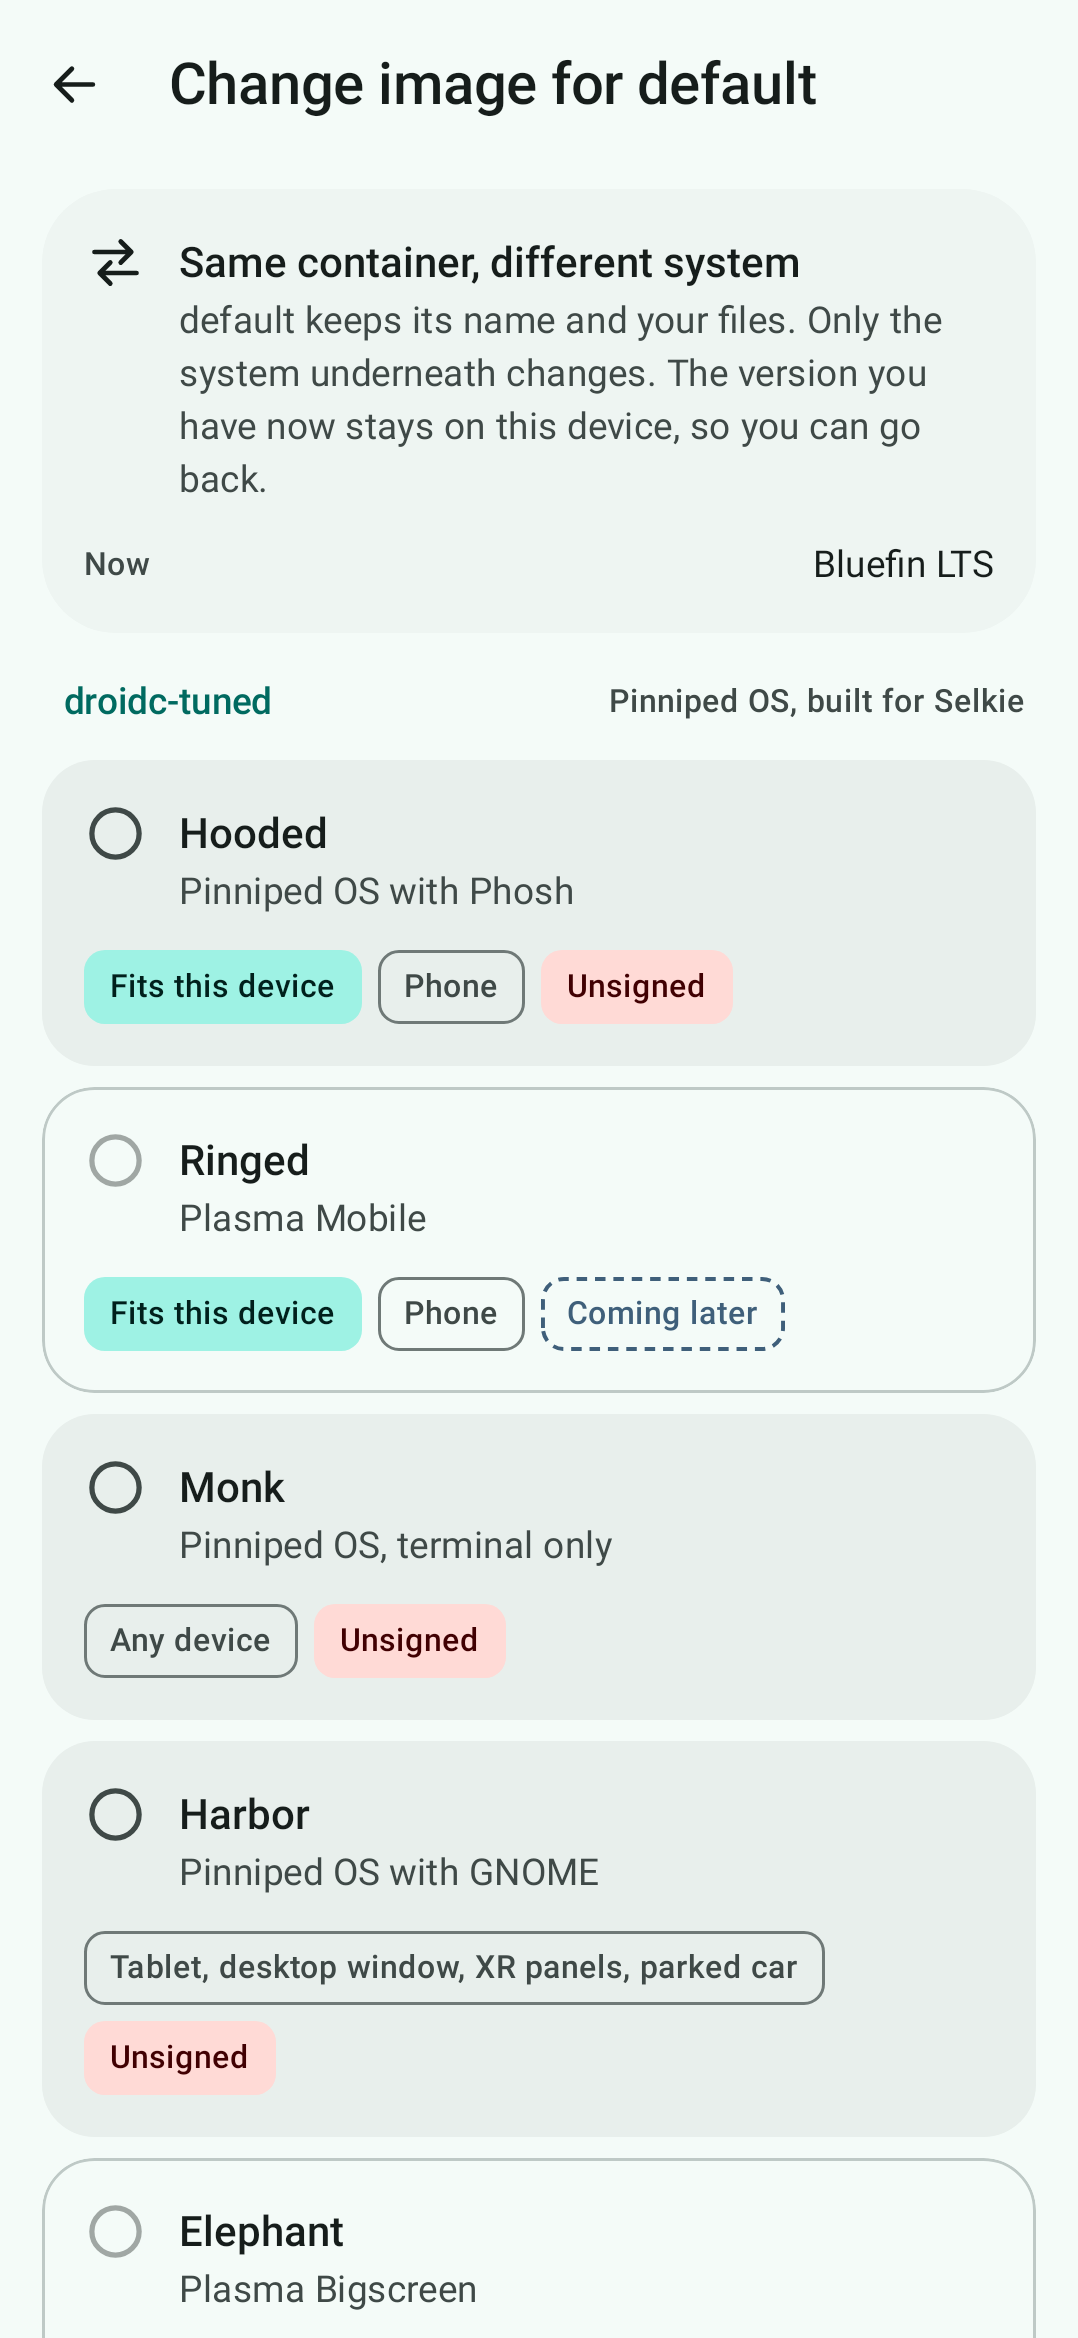 Change image for default
Same container, different system
default keeps its name and your files. Only the
system underneath changes. The version you
have now stays on this device, so you can go
back.
Now
Bluefin LTS
droidc-tuned
Pinniped OS, built for Selkie
Hooded
Pinniped OS with Phosh
Fits this device
Phone
Unsigned
Ringed
Plasma Mobile
Fits this device
Phone
Coming later
Monk
Pinniped OS, terminal only
Any device
Unsigned
Harbor
Pinniped OS with GNOME
Tablet, desktop window, XR panels, parked car
Unsigned
Elephant
Plasma Bigscreen